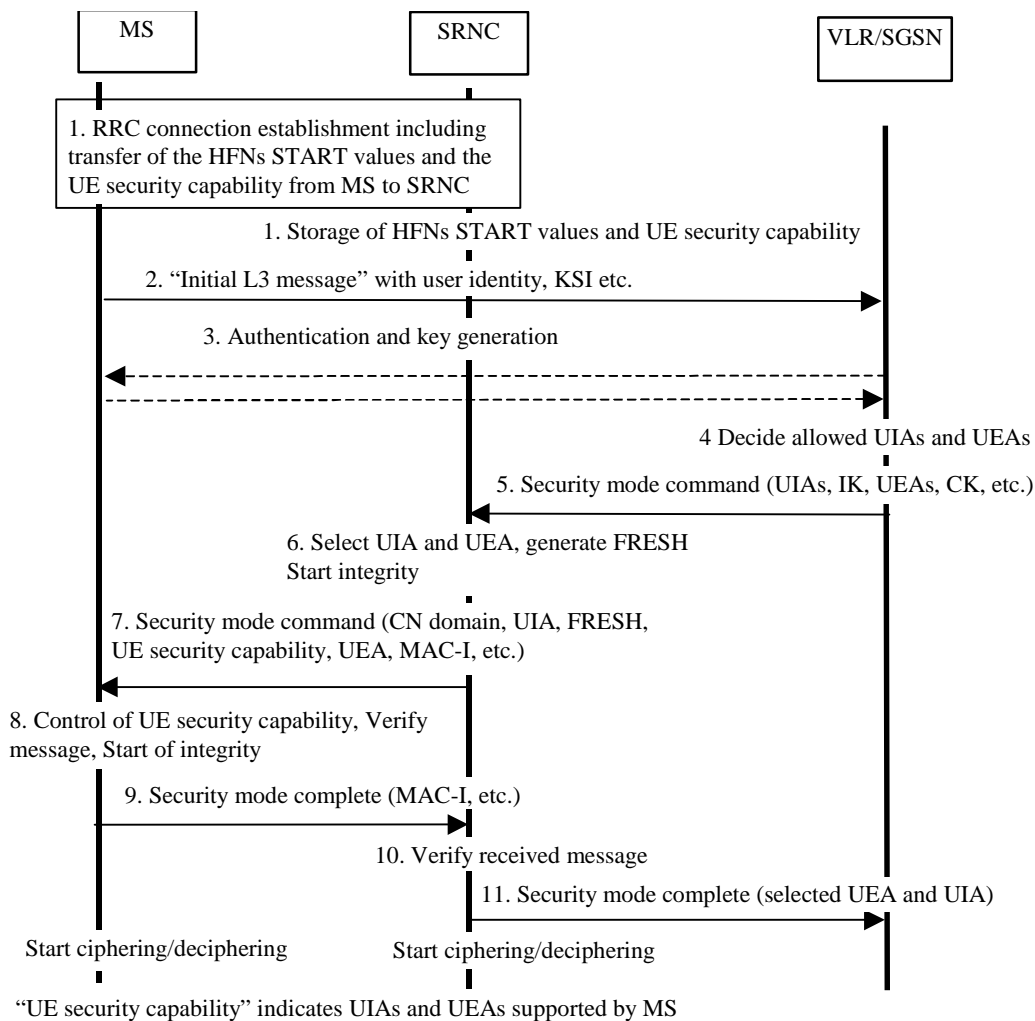 MS
SRNC
VLR/SGSN
1. RRC connection establishment including
transfer of the HFNs START values and the
UE security capability from MS to SRNC
1. Storage of HFNs START values and UE security capability
2. “Initial L3 message” with user identity, KSI etc.
3. Authentication and key generation
4 Decide allowed UIAs and UEAs
5. Security mode command (UIAs, IK, UEAs, CK, etc.)
6. Select UIA and UEA, generate FRESH
Start integrity
7. Security mode command (CN domain, UIA, FRESH,
UE security capability, UEA, MAC-I, etc.)
8. Control of UE security capability, Verify
message, Start of integrity
9. Security mode complete (MAC-I, etc.)
10. Verify received message
11. Security mode complete (selected UEA and UIA)
Start ciphering/deciphering
Start ciphering/deciphering
“UE security capability” indicates UIAs and UEAs supported by MS